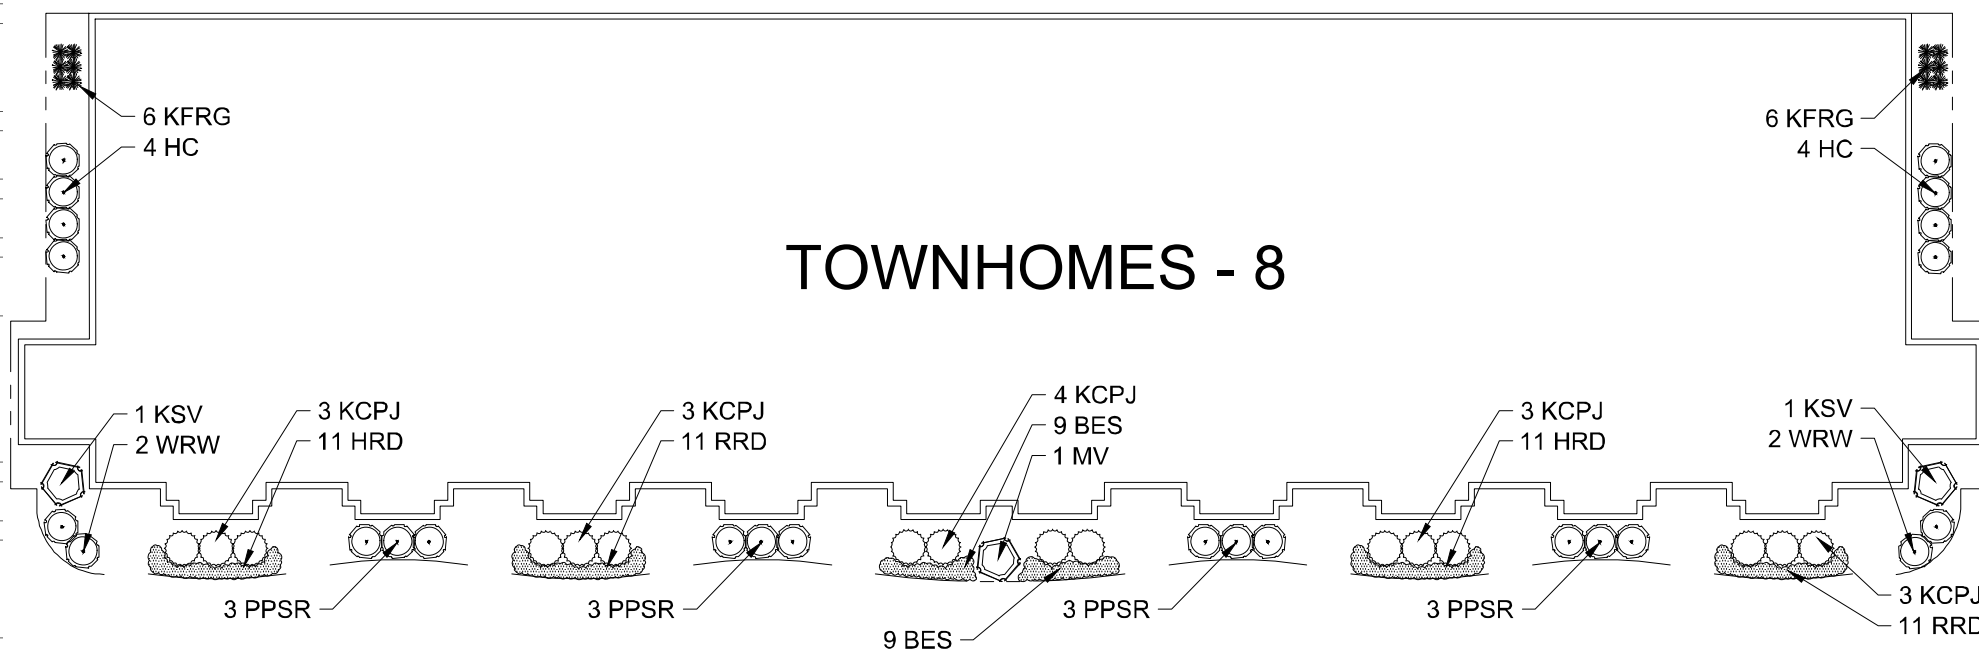 6 KFRG
4 HC
6 KFRG
4 HC
TOWNHOMES - 8
1 KSV
2 WRW
3 KCPJ
11 HRD
3 KCPJ
11 RRD
4 KCPJ
9 BES
1 MV
3 KCPJ
11 HRD
1 KSV
2 WRW
3 PPSR
3 PPSR
9 BES
3 PPSR
3 PPSR
3 KCPJ
11 RRD